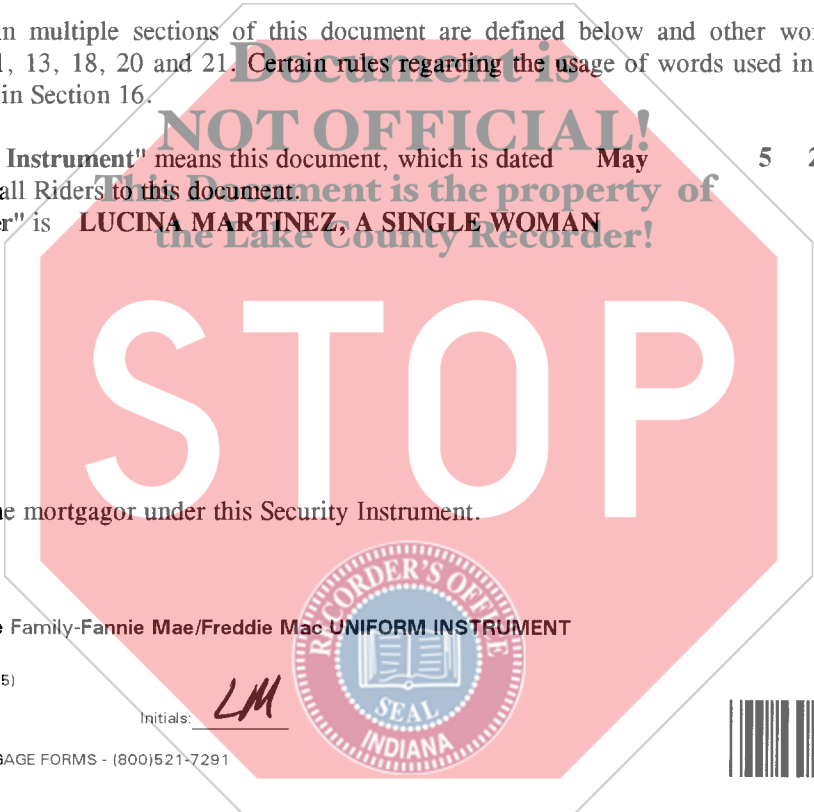 in multiple sections of this document are defined below and other wo
1, 13, 18, 20 and 21. Certain rules regarding the usage of words used in
in Section 16.
Document is
NOT OFFICIAL!
This Document is the property of
the Lake County Recorder!
Instrument" means this document, which is dated May 5 2
all Riders to this document.
r" is LUCINA MARTINEZ, A SINGLE WOMAN
STOP
e mortgagor under this Security Instrument.
e Family-Fannie Mae/Freddie Mac UNIFORM INSTRUMENT
5)
Initials: LM
GAGE FORMS - (800)521-7291
RECORDER'S OFFICE
SEAL
INDIANA